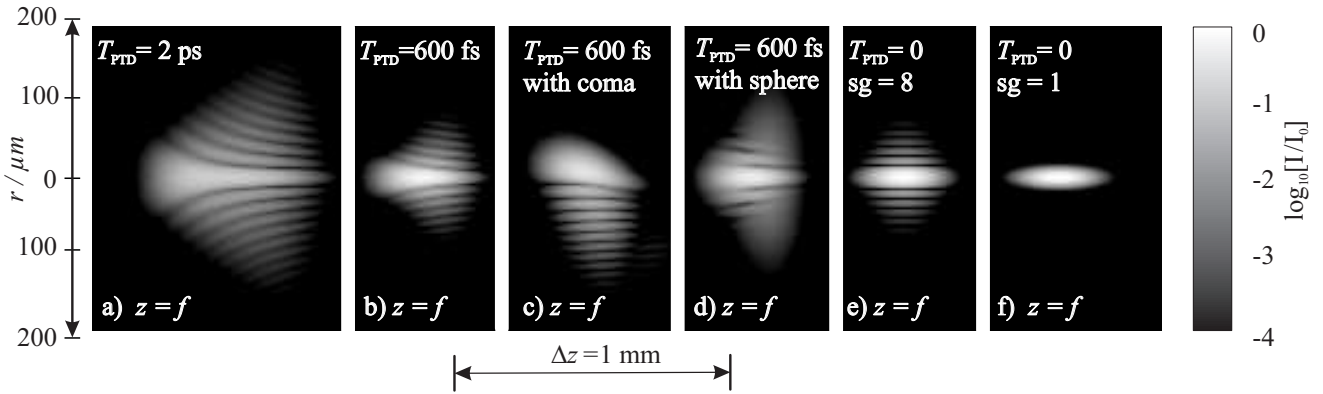 200
100
0
100
200
r / μm
T_PTD= 2 ps
a) z = f
T_PTD=600 fs
b) z = f
T_PTD= 600 fs
with coma
c) z = f
T_PTD= 600 fs
with sphere
d) z = f
T_PTD= 0
sg = 8
e) z = f
T_PTD= 0
sg = 1
f) z = f
0
-1
-2
-3
-4
log₁₀[I/I₀]
Δz =1 mm